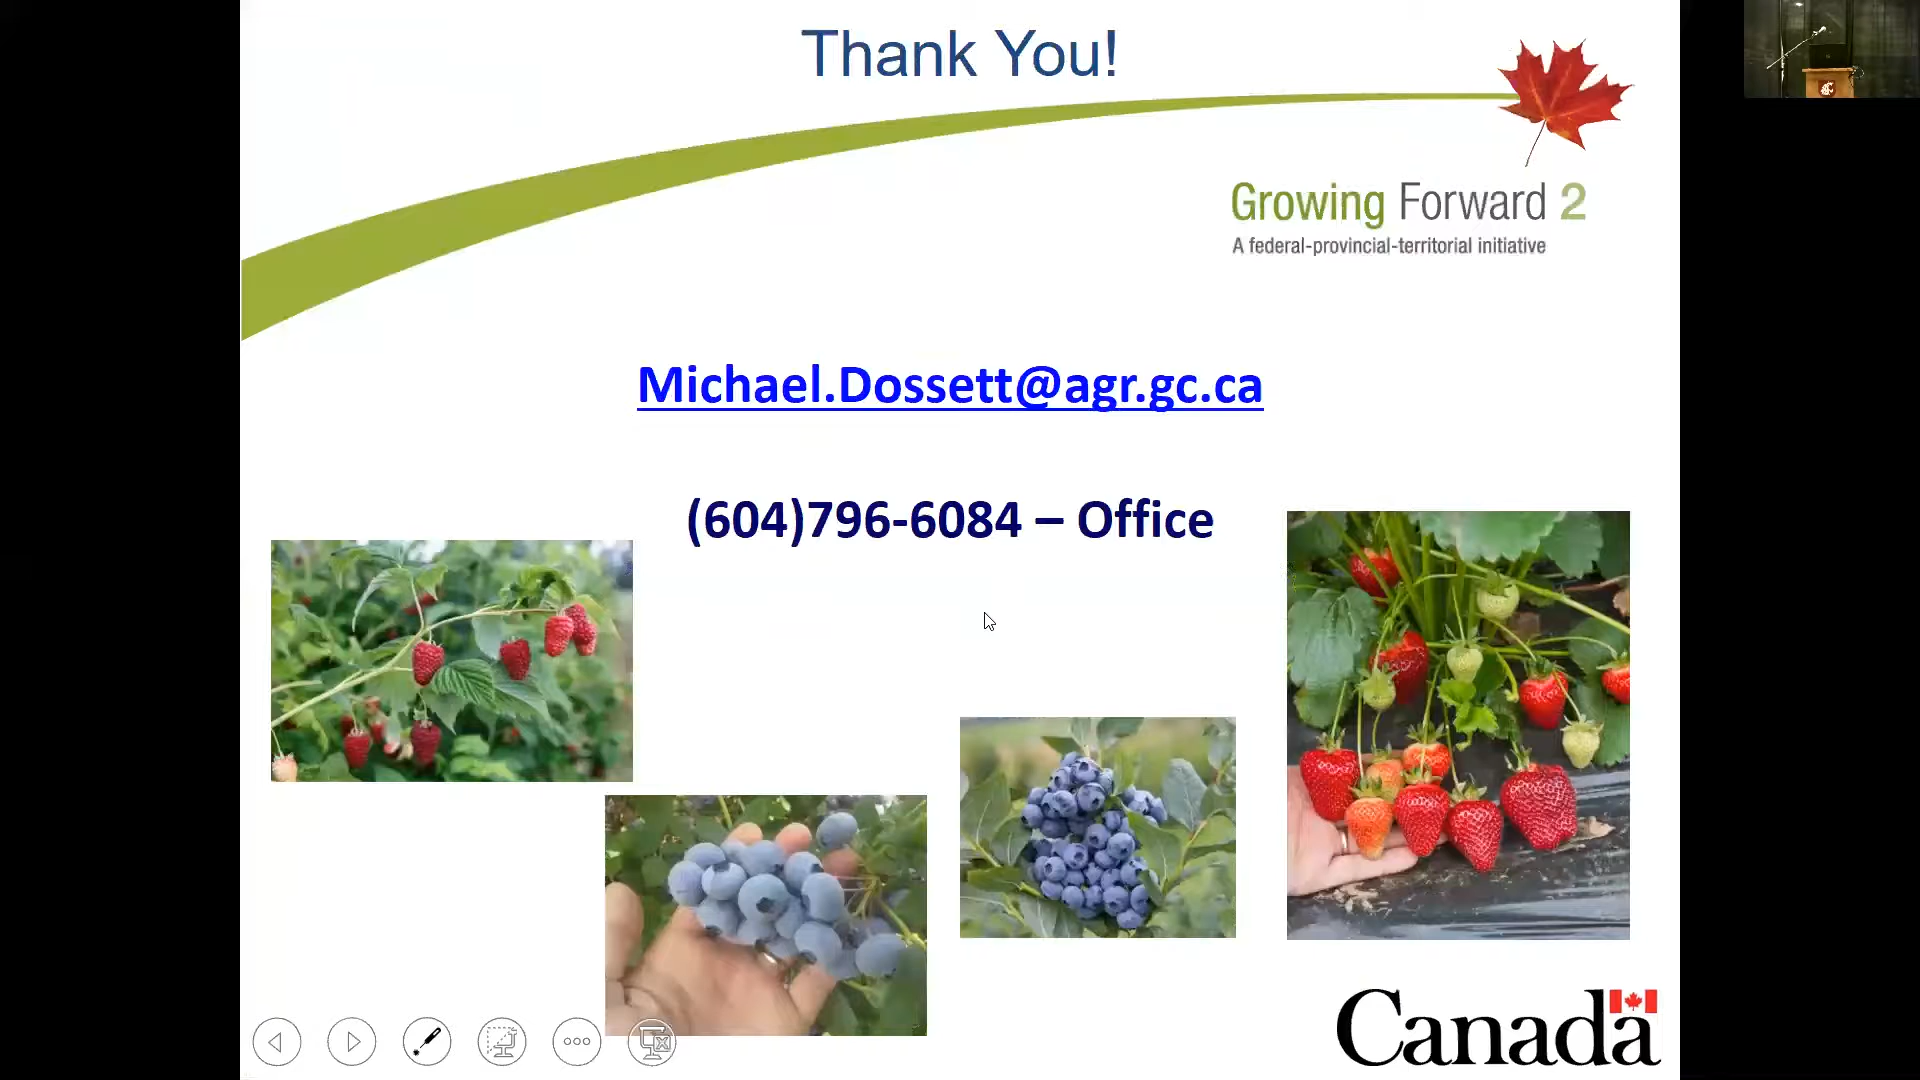 Thank You!
Growing Forward 2
A federal-provincial-territorial initiative
Michael.Dossett@agr.gc.ca
(604)796-6084 – Office
Canada